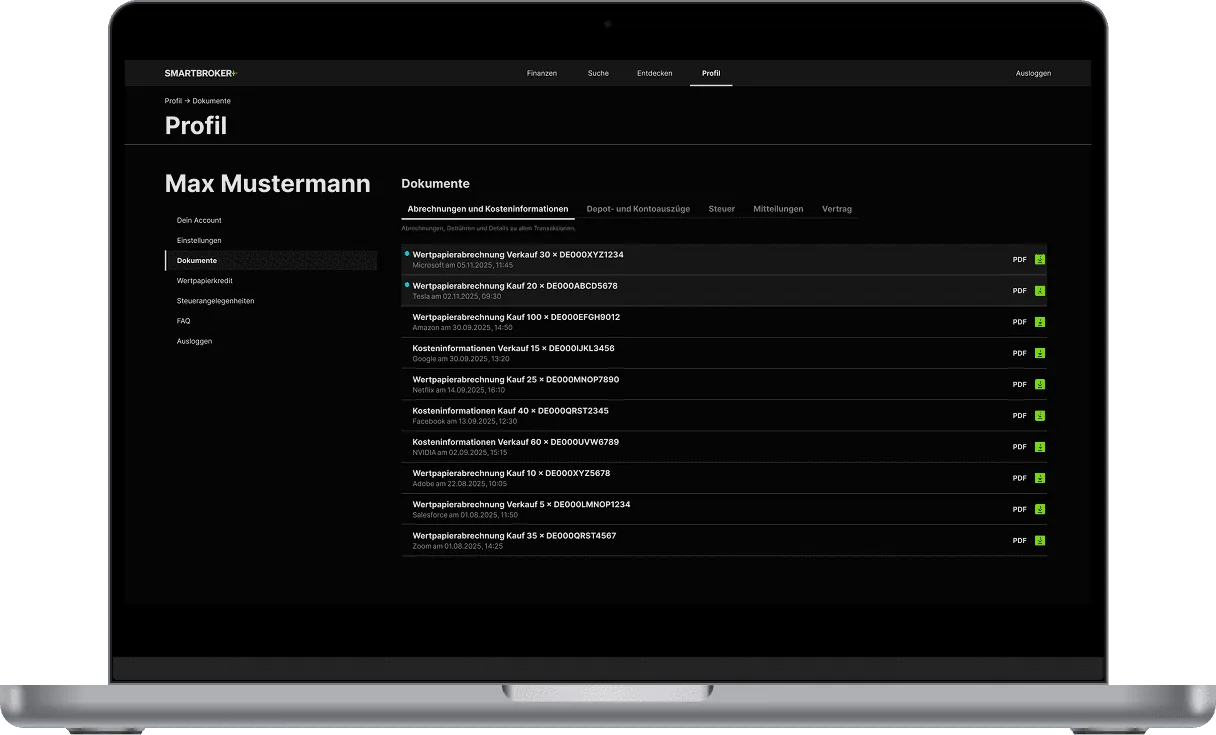 SMARTBROKER+
Finanzen
Suche
Entdecken
Profil
Ausloggen
Profil → Dokumente
Profil
Max Mustermann
Dein Account
Einstellungen
Dokumente
Wertpapierkredit
Steuerangelegenheiten
FAQ
Ausloggen
Dokumente
Abrechnungen und Kosteninformationen
Depot- und Kontoauszüge
Steuer
Mitteilungen
Vertrag
Abrechnungen, Gebühren und Details zu allen Transaktionen.
Wertpapierabrechnung Verkauf 30 × DE000XYZ1234
Microsoft am 05.11.2025, 11:45
PDF
Wertpapierabrechnung Kauf 20 × DE000ABCD5678
Tesla am 02.11.2025, 09:30
PDF
Wertpapierabrechnung Kauf 100 × DE000EFGH9012
Amazon am 30.09.2025, 14:50
PDF
Kosteninformationen Verkauf 15 × DE000IJKL3456
Google am 30.09.2025, 13:20
PDF
Wertpapierabrechnung Kauf 25 × DE000MNOP7890
Netflix am 14.09.2025, 16:10
PDF
Kosteninformationen Kauf 40 × DE000QRST2345
Facebook am 13.09.2025, 12:30
PDF
Kosteninformationen Verkauf 60 × DE000UVW6789
NVIDIA am 02.09.2025, 15:15
PDF
Wertpapierabrechnung Kauf 10 × DE000XYZ5678
Adobe am 22.08.2025, 10:05
PDF
Wertpapierabrechnung Verkauf 5 × DE000LMNOP1234
Salesforce am 01.08.2025, 11:50
PDF
Wertpapierabrechnung Kauf 35 × DE000QRST4567
Zoom am 01.08.2025, 14:25
PDF